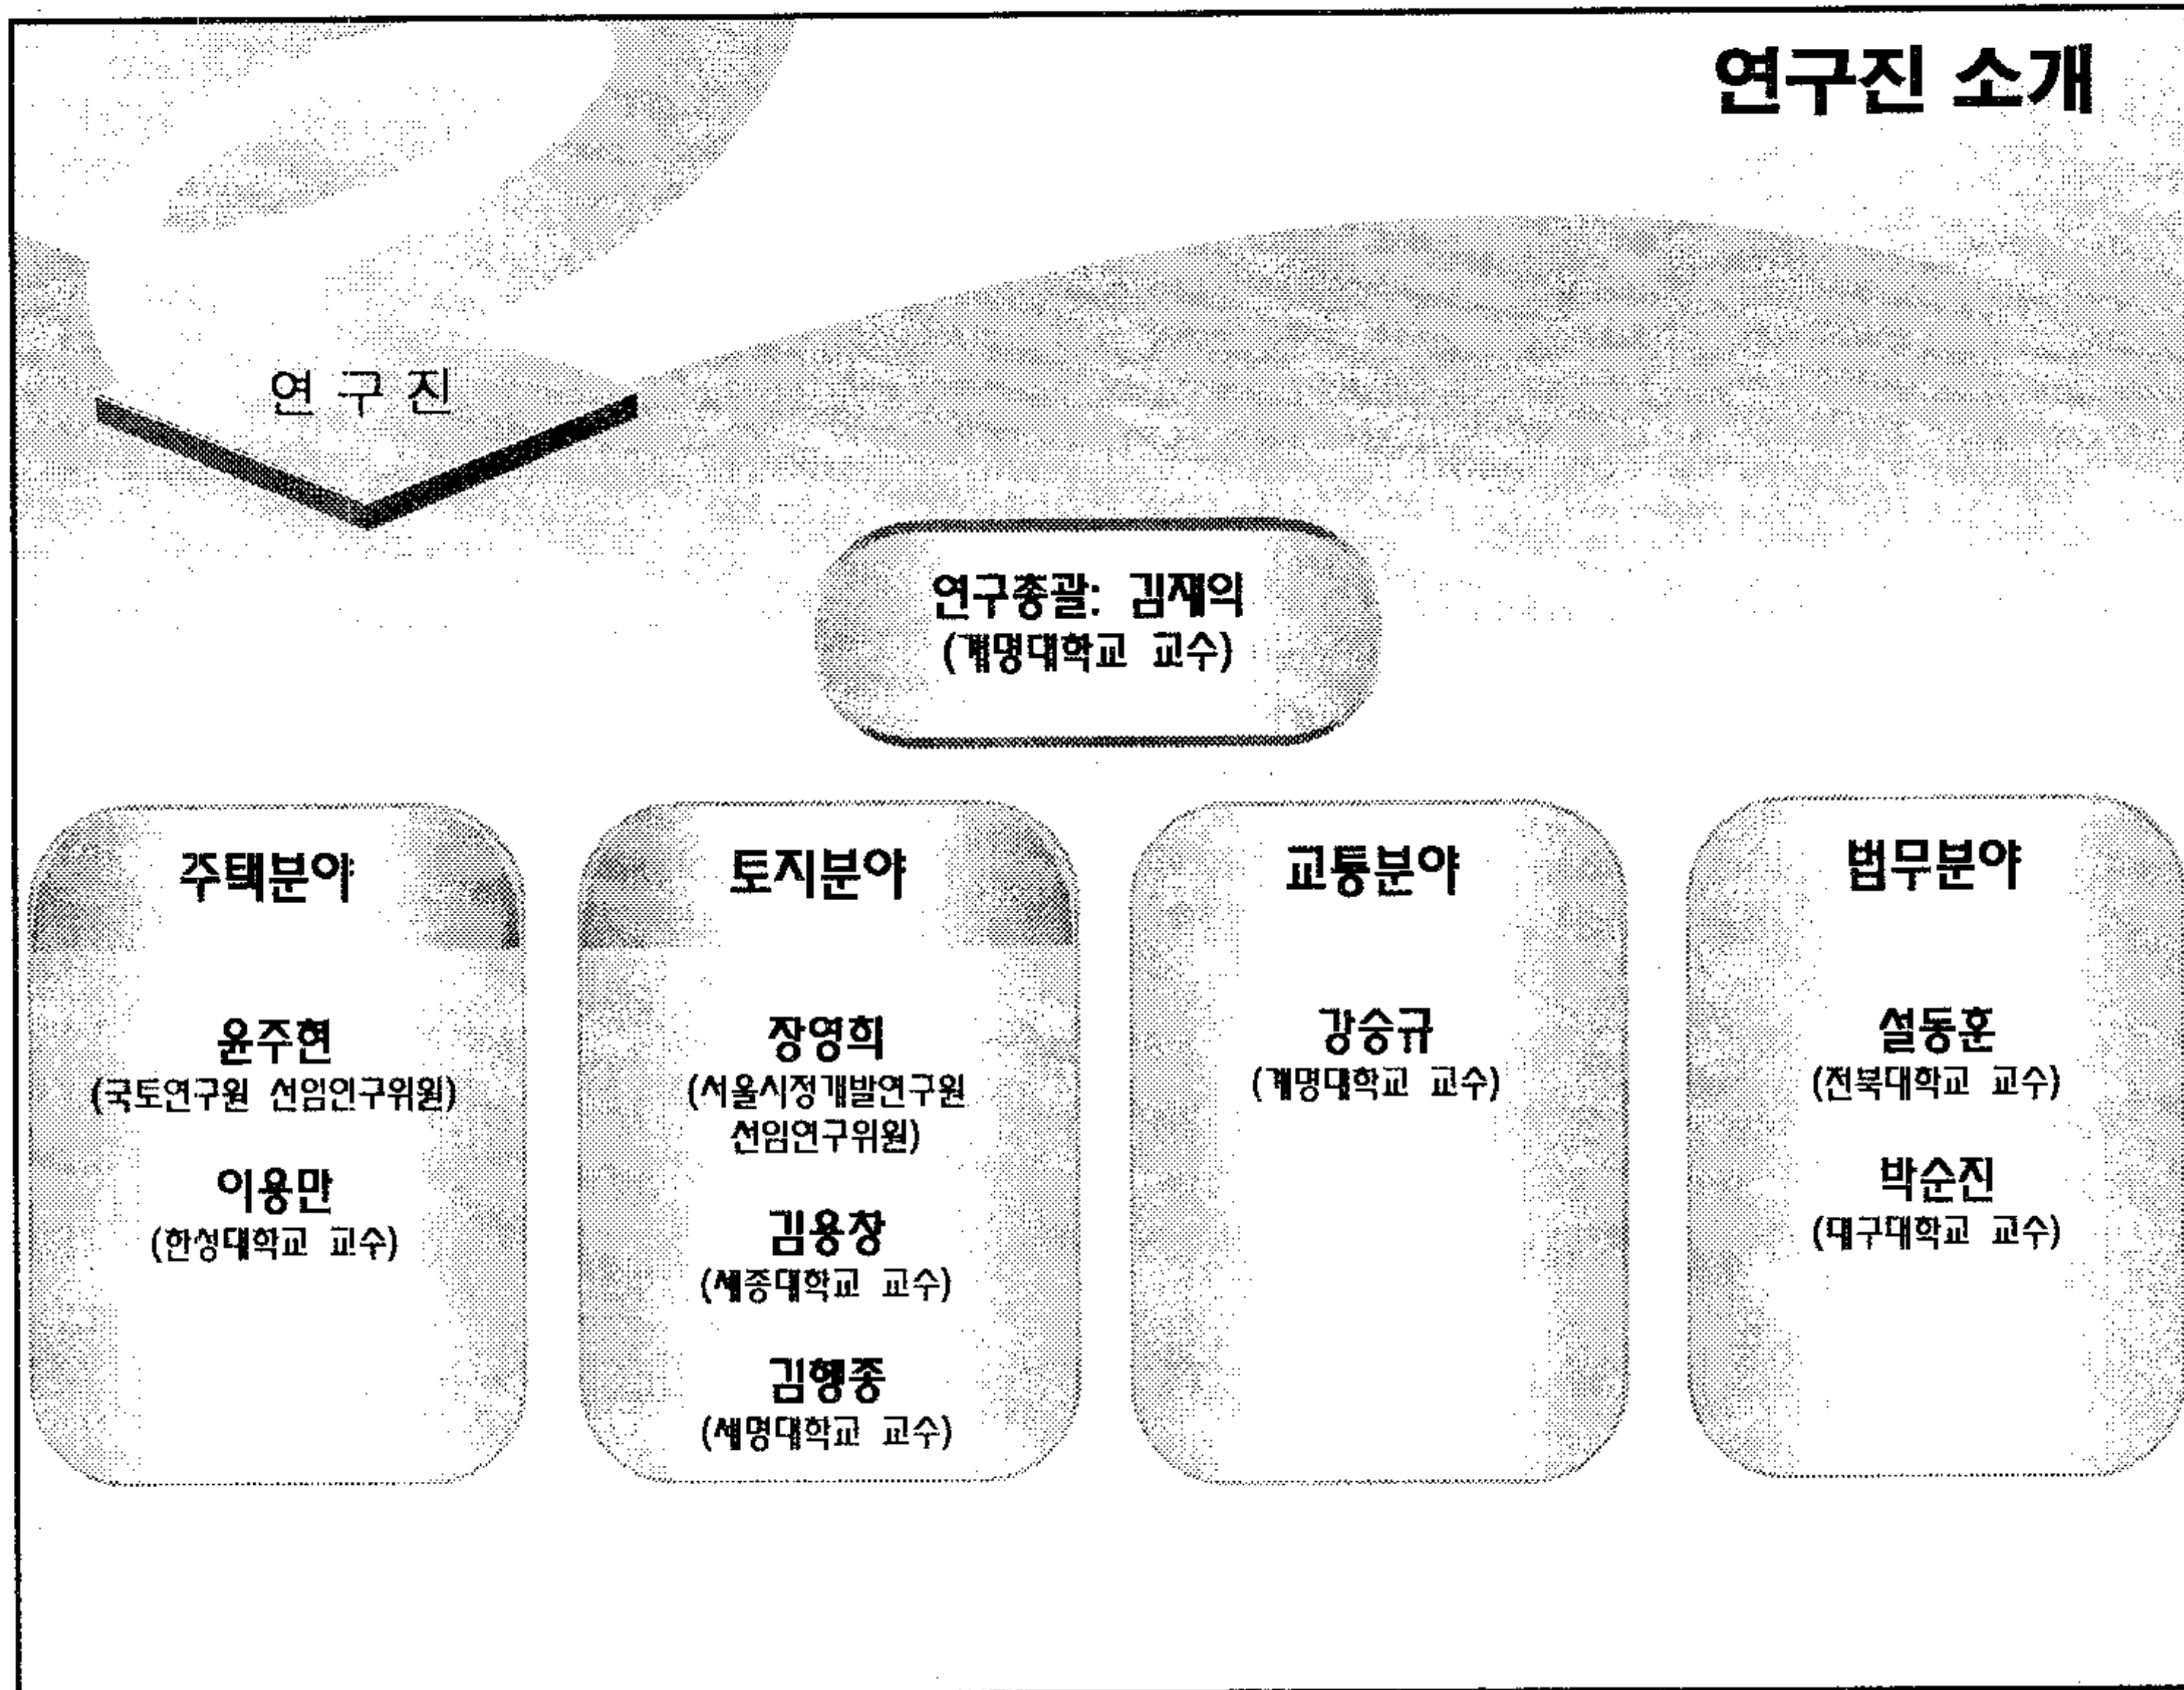 연구진 소개
연 구 진
연구총괄: 김재익
(계명대학교 교수)
주택분야
윤주현
(국토연구원 선임연구위원)
이용만
(한성대학교 교수)
토지분야
장영희
(서울시정개발연구원
선임연구위원)
김용창
(세종대학교 교수)
김행종
(세명대학교 교수)
교통분야
강승규
(계명대학교 교수)
법무분야
설동훈
(전북대학교 교수)
박순진
(대구대학교 교수)